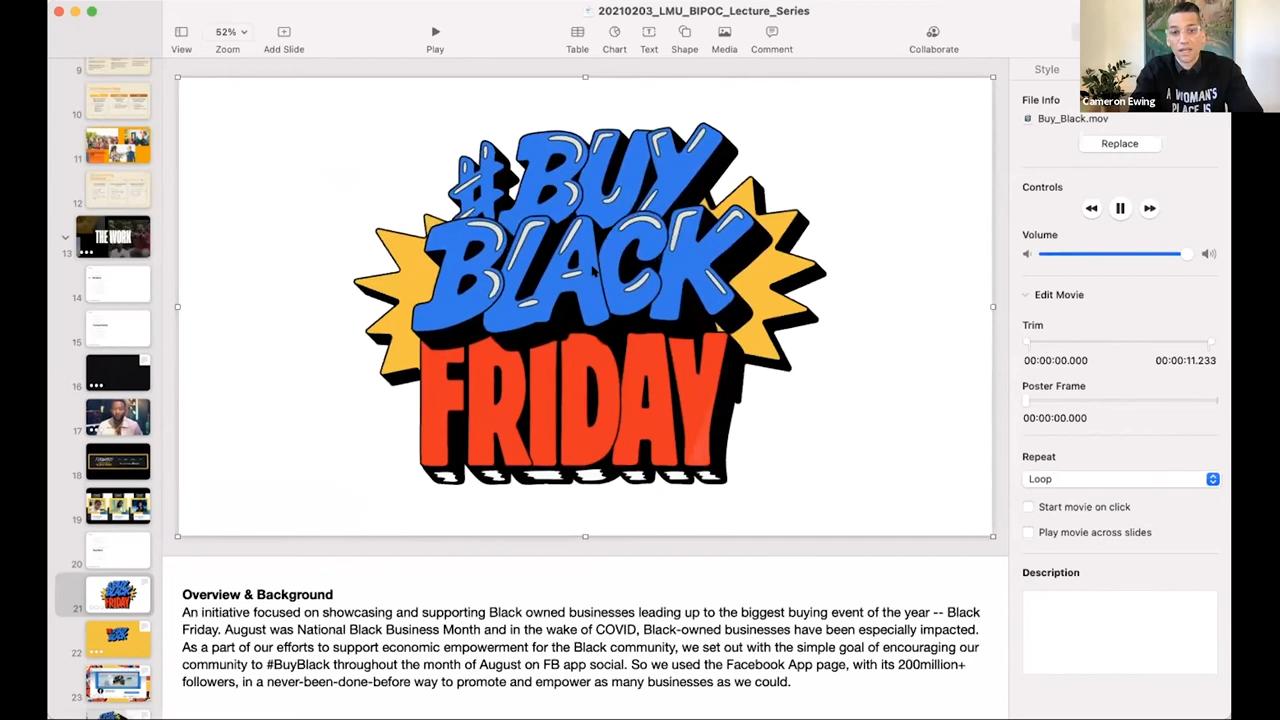 20210203_LMU_BIPOC_Lecture_Series
52%
View
Zoom
Add Slide
Play
Table
Chart
Text
Shape
Media
Comment
Collaborate
Cameron Ewing
A WOMAN'S
PLACE IS
9
10
11
12
13
THE WORK
14
15
16
17
18
19
20
21
#BUY BLACK FRIDAY
22
23
#BUY
BLACK
FRIDAY
Style
File Info
Buy_Black.mov
Replace
Controls
Volume
Edit Movie
Trim
00:00:00.000 00:00:11.233
Poster Frame
00:00:00.000
Repeat
Loop
Start movie on click
Play movie across slides
Description
Overview & Background
An initiative focused on showcasing and supporting Black owned businesses leading up to the biggest buying event of the year -- Black
Friday. August was National Black Business Month and in the wake of COVID, Black-owned businesses have been especially impacted.
As a part of our efforts to support economic empowerment for the Black community, we set out with the simple goal of encouraging our
community to #BuyBlack throughout the month of August on FB app social. So we used the Facebook App page, with its 200million+
followers, in a never-been-done-before way to promote and empower as many businesses as we could.